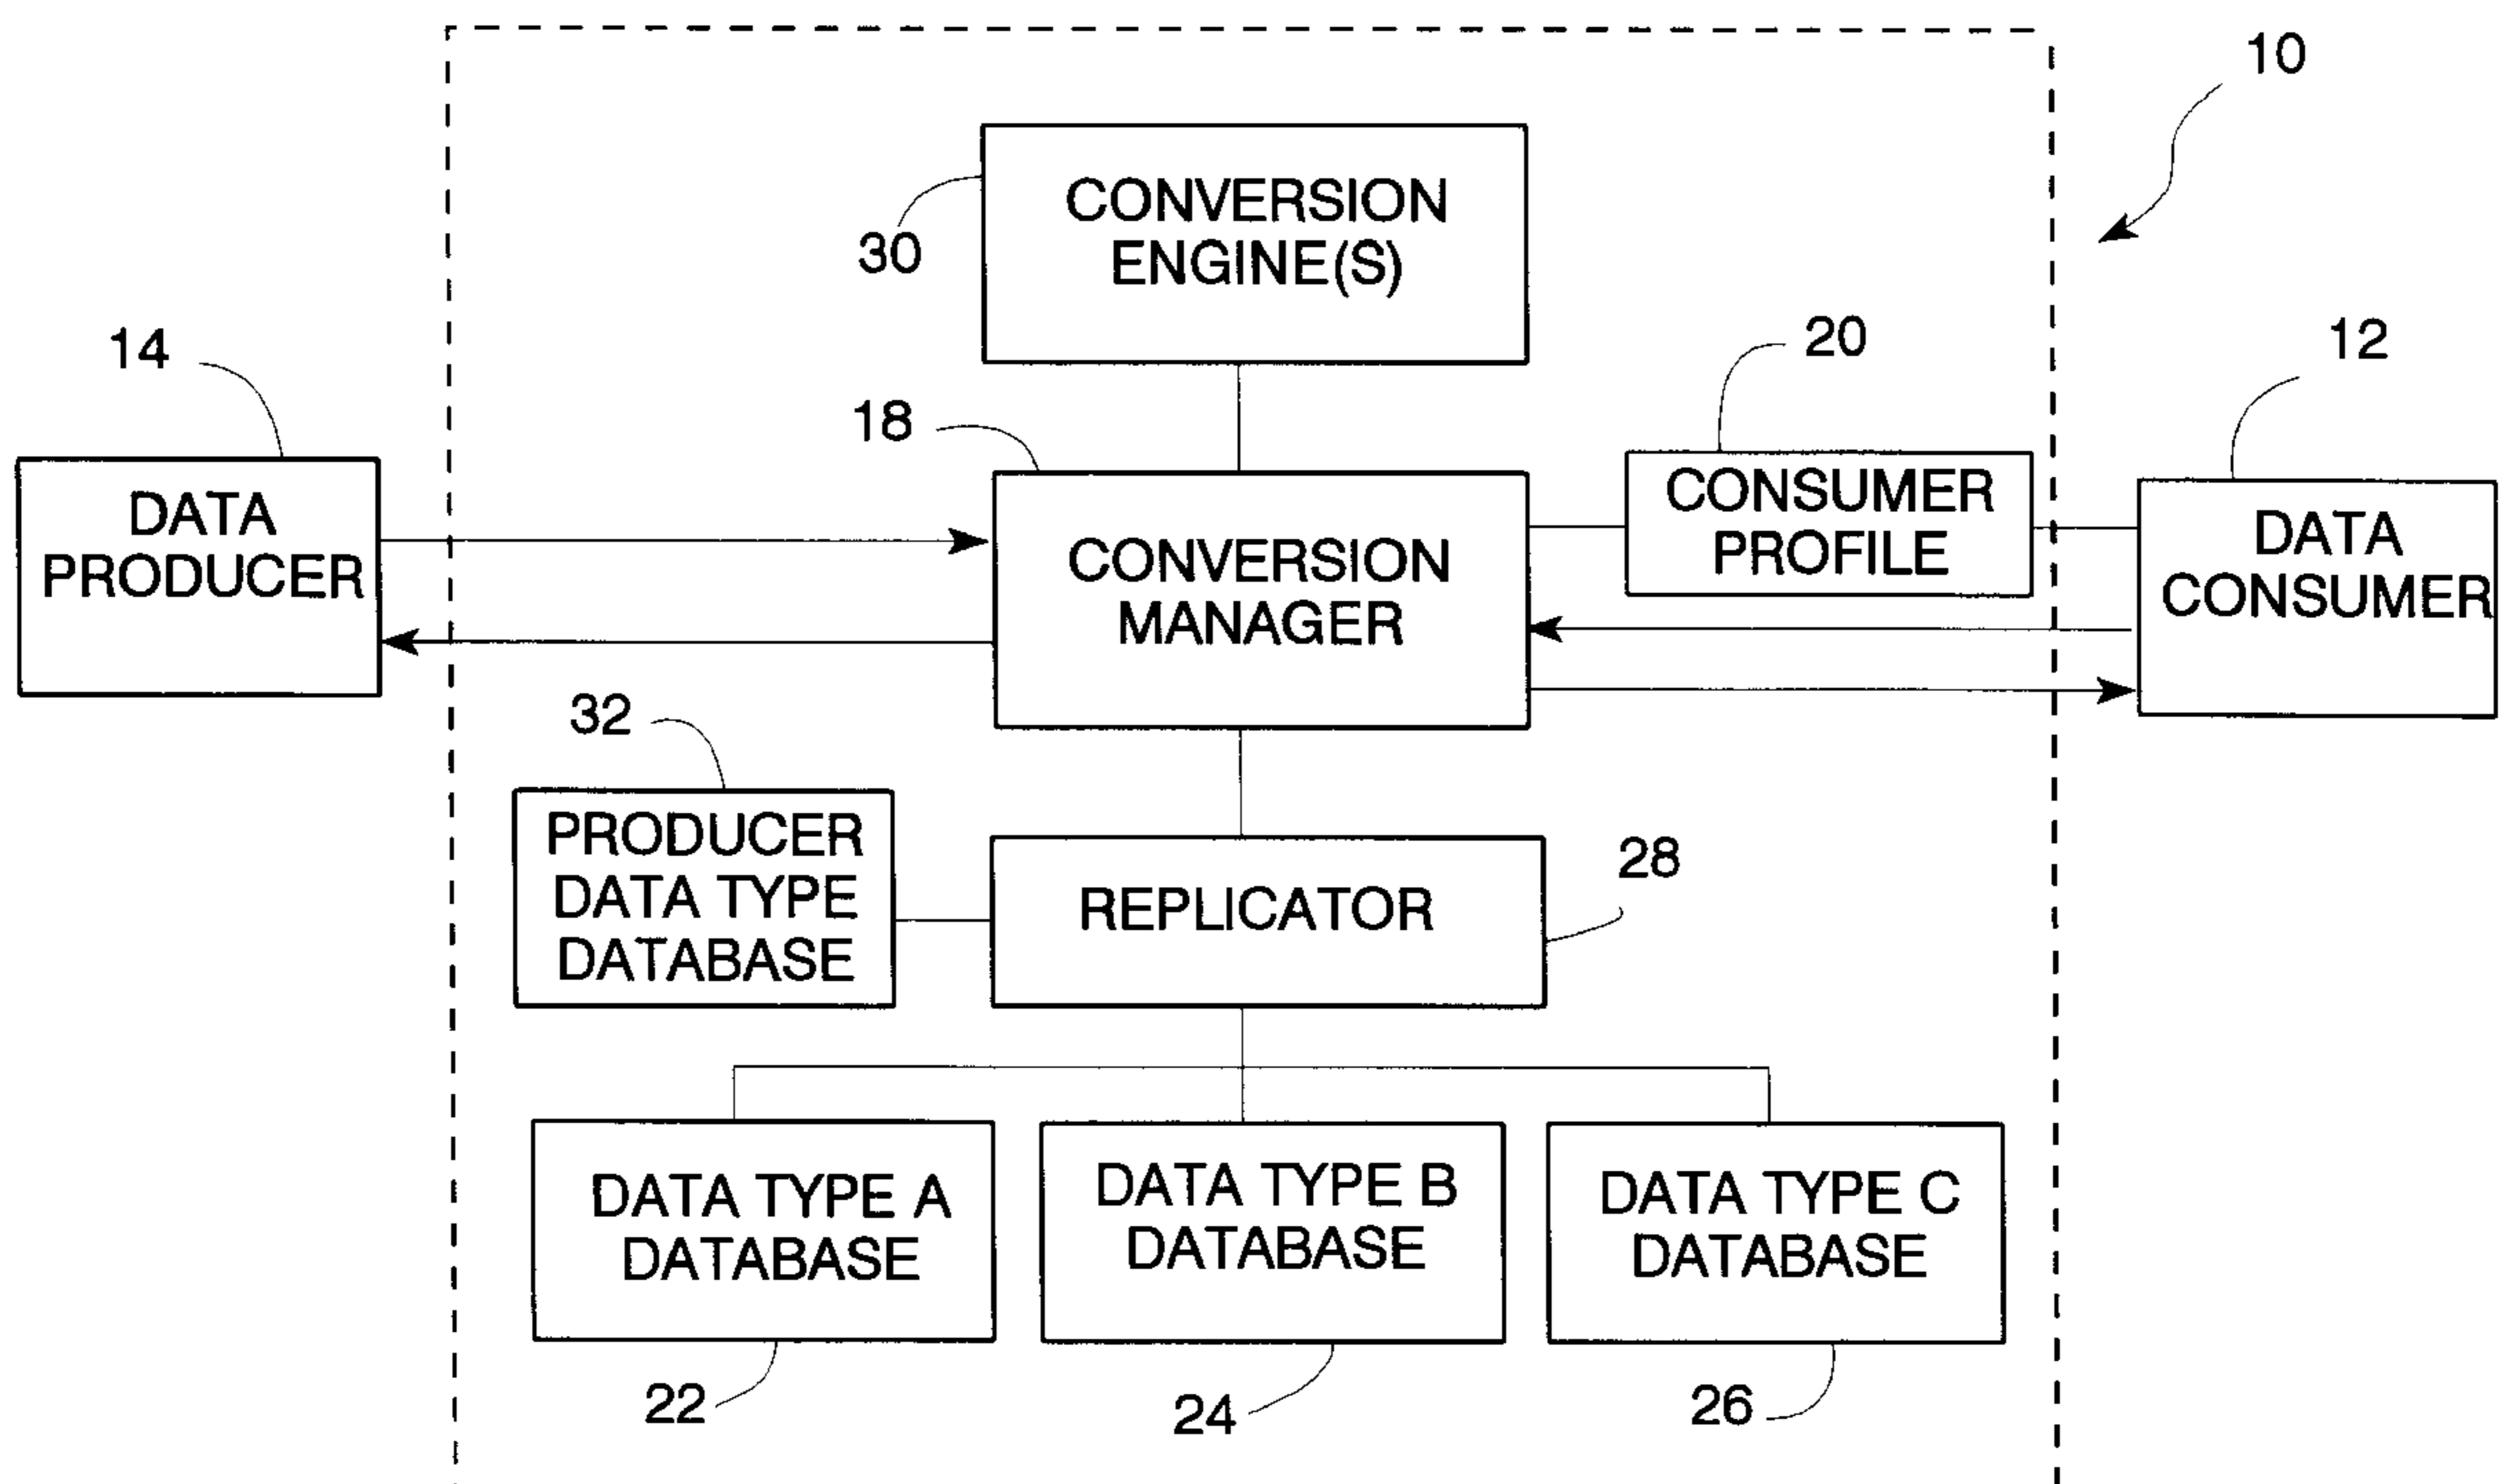 10
CONVERSION
ENGINE(S)
30
14
20
12
18
DATA
PRODUCER
CONVERSION
MANAGER
CONSUMER
PROFILE
DATA
CONSUMER
32
PRODUCER
DATA TYPE
DATABASE
REPLICATOR
28
DATA TYPE A
DATABASE
DATA TYPE B
DATABASE
DATA TYPE C
DATABASE
22
24
26